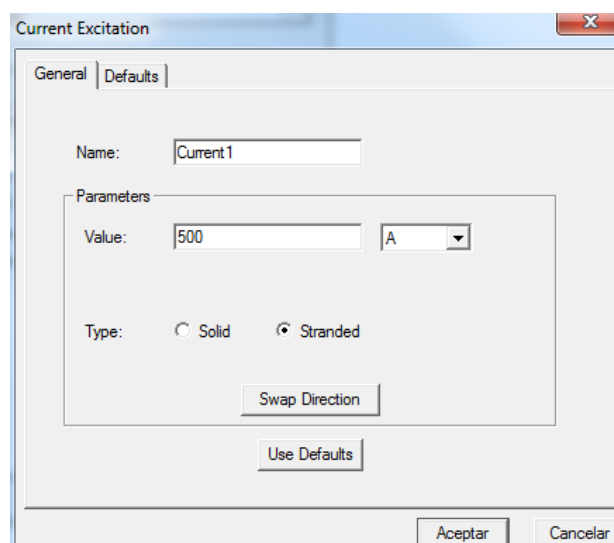 Current Excitation
General Defaults
Name: Current1
Parameters
Value: 500 A
Type: Solid Stranded
Swap Direction
Use Defaults
Aceptar Cancelar